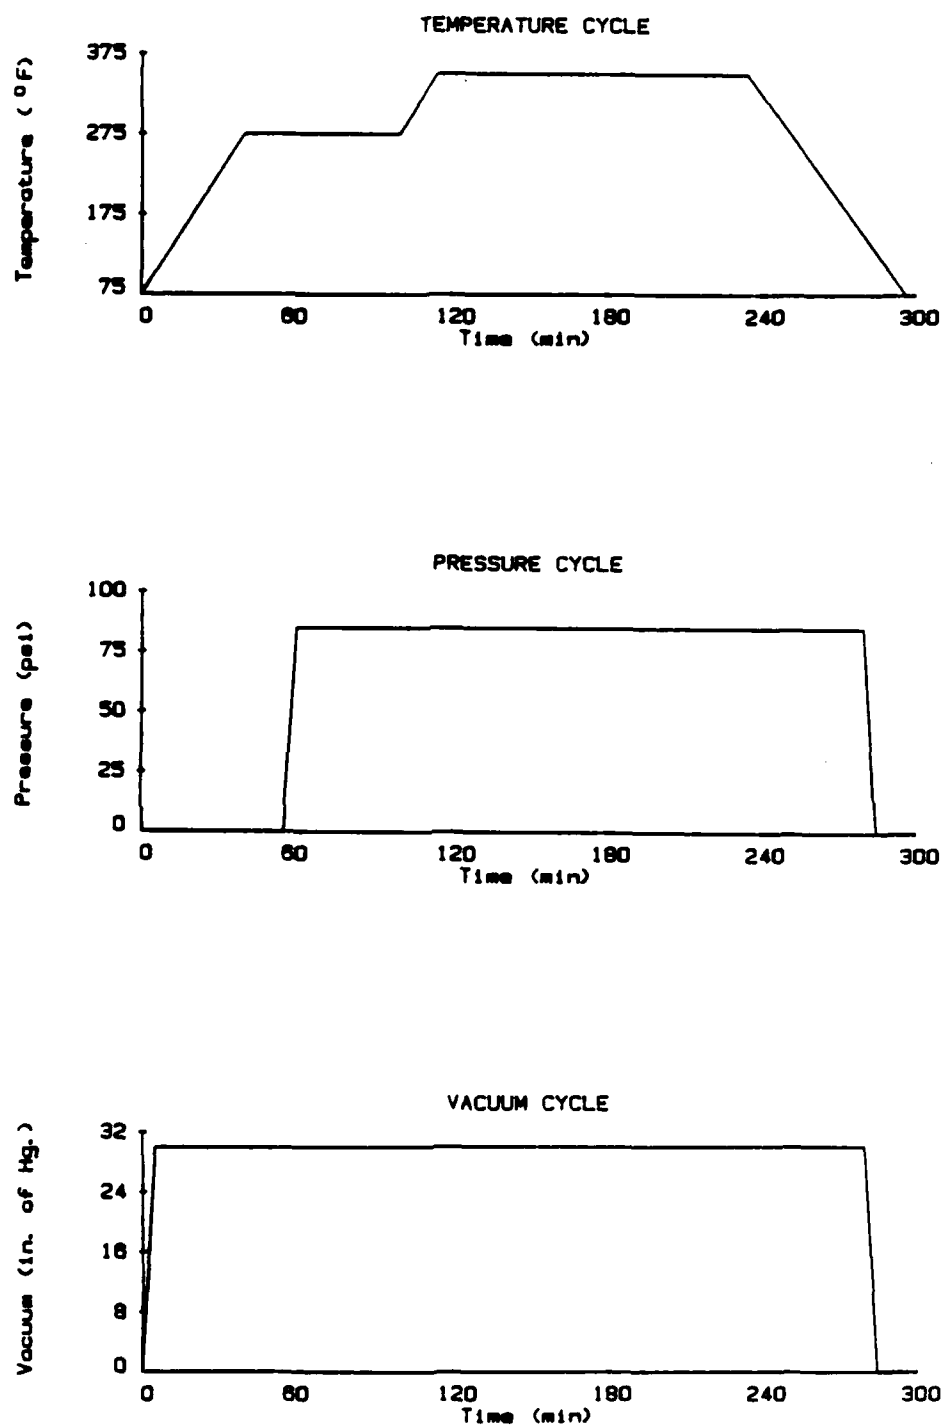 TEMPERATURE CYCLE
Temperature (°F)
375
275
175
75
0 60 120 180 240 300
Time (min)
PRESSURE CYCLE
Pressure (psi)
100
75
50
25
0
0 60 120 180 240 300
Time (min)
VACUUM CYCLE
Vacuum (in. of Hg.)
32
24
16
8
0
0 60 120 180 240 300
Time (min)